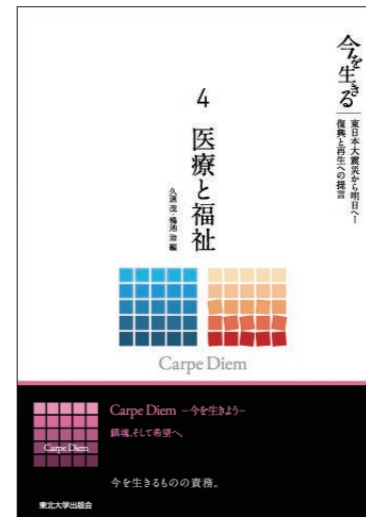 今を生きる
東日本大震災から明日へ!
復興と再生への提言
4 医療と福祉
久道 茂・鴨池 治 編
Carpe Diem
Carpe Diem －今を生きよう－
鎮魂、そして希望へ。
Carpe Diem
今を生きるものの責務。
東北大学出版会